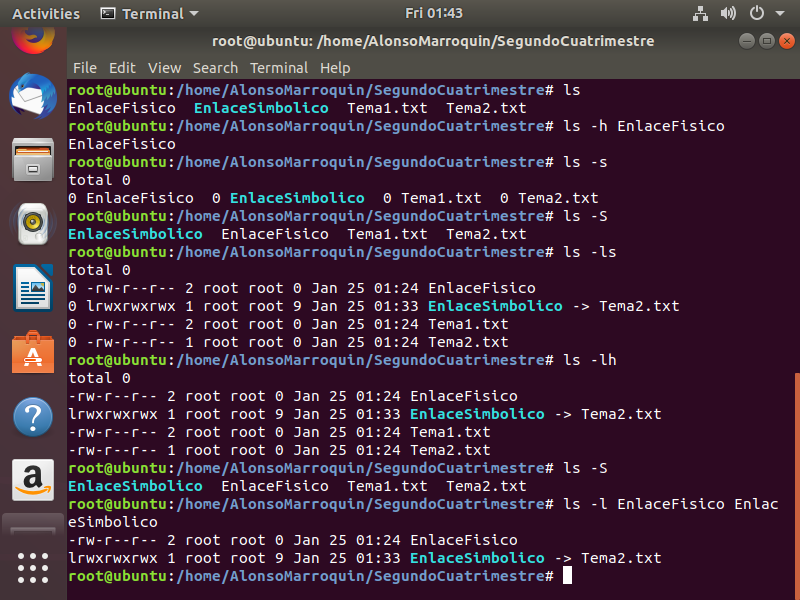 Activities Terminal Fri 01:43
root@ubuntu: /home/AlonsoMarroquin/SegundoCuatrimestre
File Edit View Search Terminal Help
root@ubuntu:/home/AlonsoMarroquin/SegundoCuatrimestre# ls
EnlaceFisico  EnlaceSimbolico  Tema1.txt  Tema2.txt
root@ubuntu:/home/AlonsoMarroquin/SegundoCuatrimestre# ls -h EnlaceFisico
EnlaceFisico
root@ubuntu:/home/AlonsoMarroquin/SegundoCuatrimestre# ls -s
total 0
0 EnlaceFisico  0 EnlaceSimbolico  0 Tema1.txt  0 Tema2.txt
root@ubuntu:/home/AlonsoMarroquin/SegundoCuatrimestre# ls -S
EnlaceSimbolico  EnlaceFisico  Tema1.txt  Tema2.txt
root@ubuntu:/home/AlonsoMarroquin/SegundoCuatrimestre# ls -ls
total 0
0 -rw-r--r-- 2 root root 0 Jan 25 01:24 EnlaceFisico
0 lrwxrwxrwx 1 root root 9 Jan 25 01:33 EnlaceSimbolico -> Tema2.txt
0 -rw-r--r-- 2 root root 0 Jan 25 01:24 Tema1.txt
0 -rw-r--r-- 1 root root 0 Jan 25 01:24 Tema2.txt
root@ubuntu:/home/AlonsoMarroquin/SegundoCuatrimestre# ls -lh
total 0
-rw-r--r-- 2 root root 0 Jan 25 01:24 EnlaceFisico
lrwxrwxrwx 1 root root 9 Jan 25 01:33 EnlaceSimbolico -> Tema2.txt
-rw-r--r-- 2 root root 0 Jan 25 01:24 Tema1.txt
-rw-r--r-- 1 root root 0 Jan 25 01:24 Tema2.txt
root@ubuntu:/home/AlonsoMarroquin/SegundoCuatrimestre# ls -S
EnlaceSimbolico  EnlaceFisico  Tema1.txt  Tema2.txt
root@ubuntu:/home/AlonsoMarroquin/SegundoCuatrimestre# ls -l EnlaceFisico Enlac
eSimbolico
-rw-r--r-- 2 root root 0 Jan 25 01:24 EnlaceFisico
lrwxrwxrwx 1 root root 9 Jan 25 01:33 EnlaceSimbolico -> Tema2.txt
root@ubuntu:/home/AlonsoMarroquin/SegundoCuatrimestre#